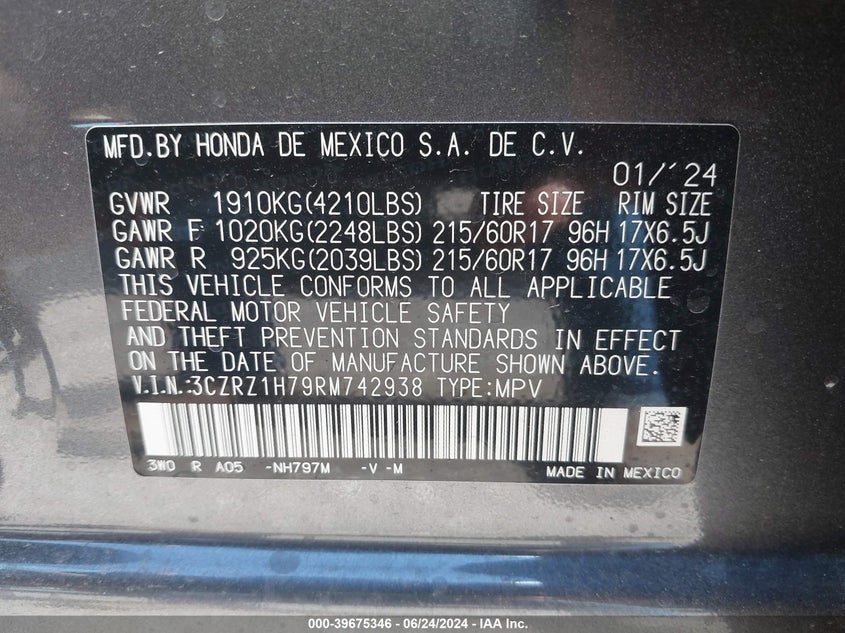 MFD.BY HONDA DE MEXICO S.A. DE C.V.
01/'24
GVWR 1910KG(4210LBS) TIRE SIZE RIM SIZE
GAWR F 1020KG(2248LBS) 215/60R17 96H 17X6.5J
GAWR R 925KG(2039LBS) 215/60R17 96H 17X6.5J
THIS VEHICLE CONFORMS TO ALL APPLICABLE
FEDERAL MOTOR VEHICLE SAFETY
AND THEFT PREVENTION STANDARDS IN EFFECT
ON THE DATE OF MANUFACTURE SHOWN ABOVE.
V.I.N.:3CZRZ1H79RM742938 TYPE:MPV
3W0 R A05 -NH797M -V -M MADE IN MEXICO
000-39675346 - 06/24/2024 - IAA Inc.